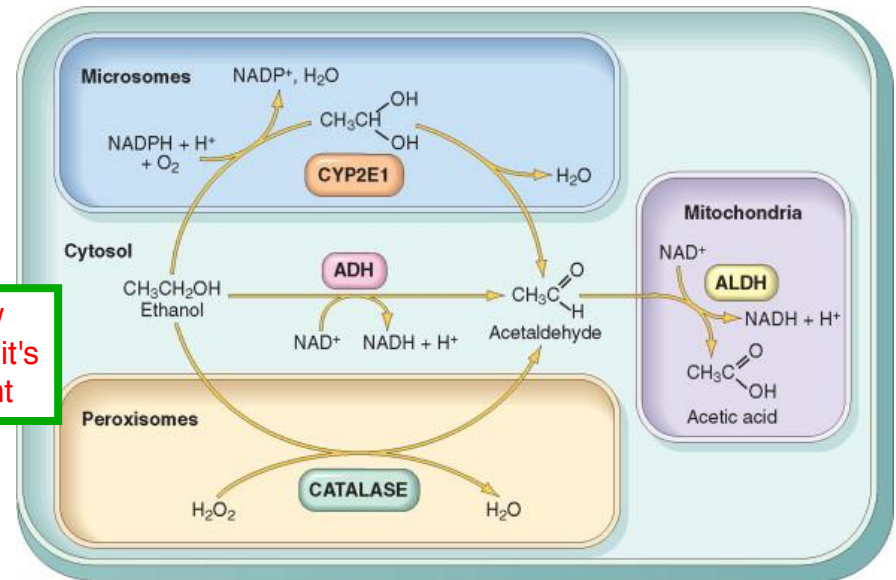 Microsomes
NADP⁺, H₂O
CH₃CH
OH
OH
NADPH + H⁺
+ O₂
CYP2E1
H₂O
Mitochondria
Cytosol
NAD⁺
ADH
ALDH
CH₃CH₂OH
Ethanol
CH₃C
O
H
Acetaldehyde
NADH + H⁺
NAD⁺
NADH + H⁺
it's
CH₃C
O
OH
Acetic acid
Peroxisomes
CATALASE
H₂O₂
H₂O